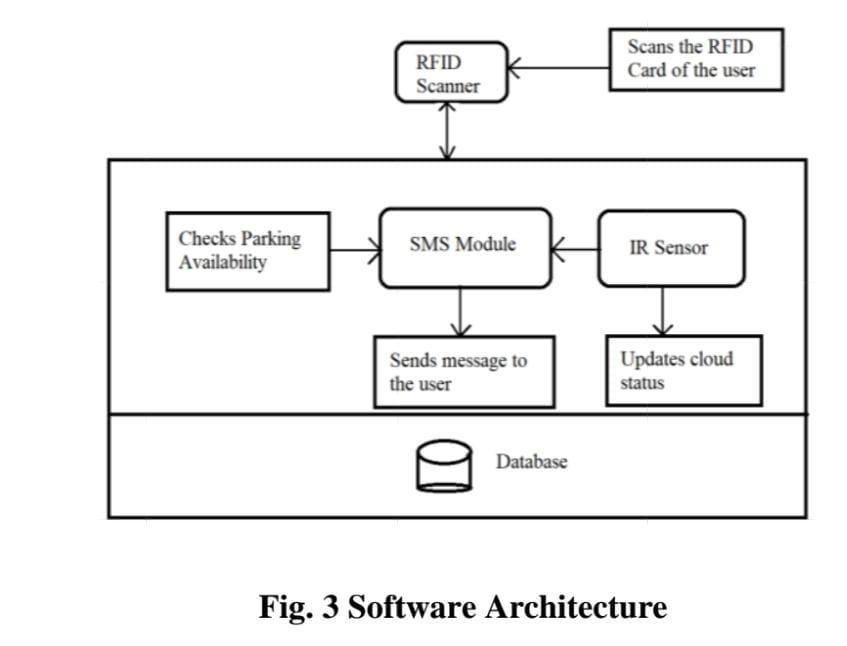 Scans the RFID
Card of the user
RFID
Scanner
Checks Parking
Availability
SMS Module
IR Sensor
Sends message to
the user
Updates cloud
status
Database
Fig. 3 Software Architecture